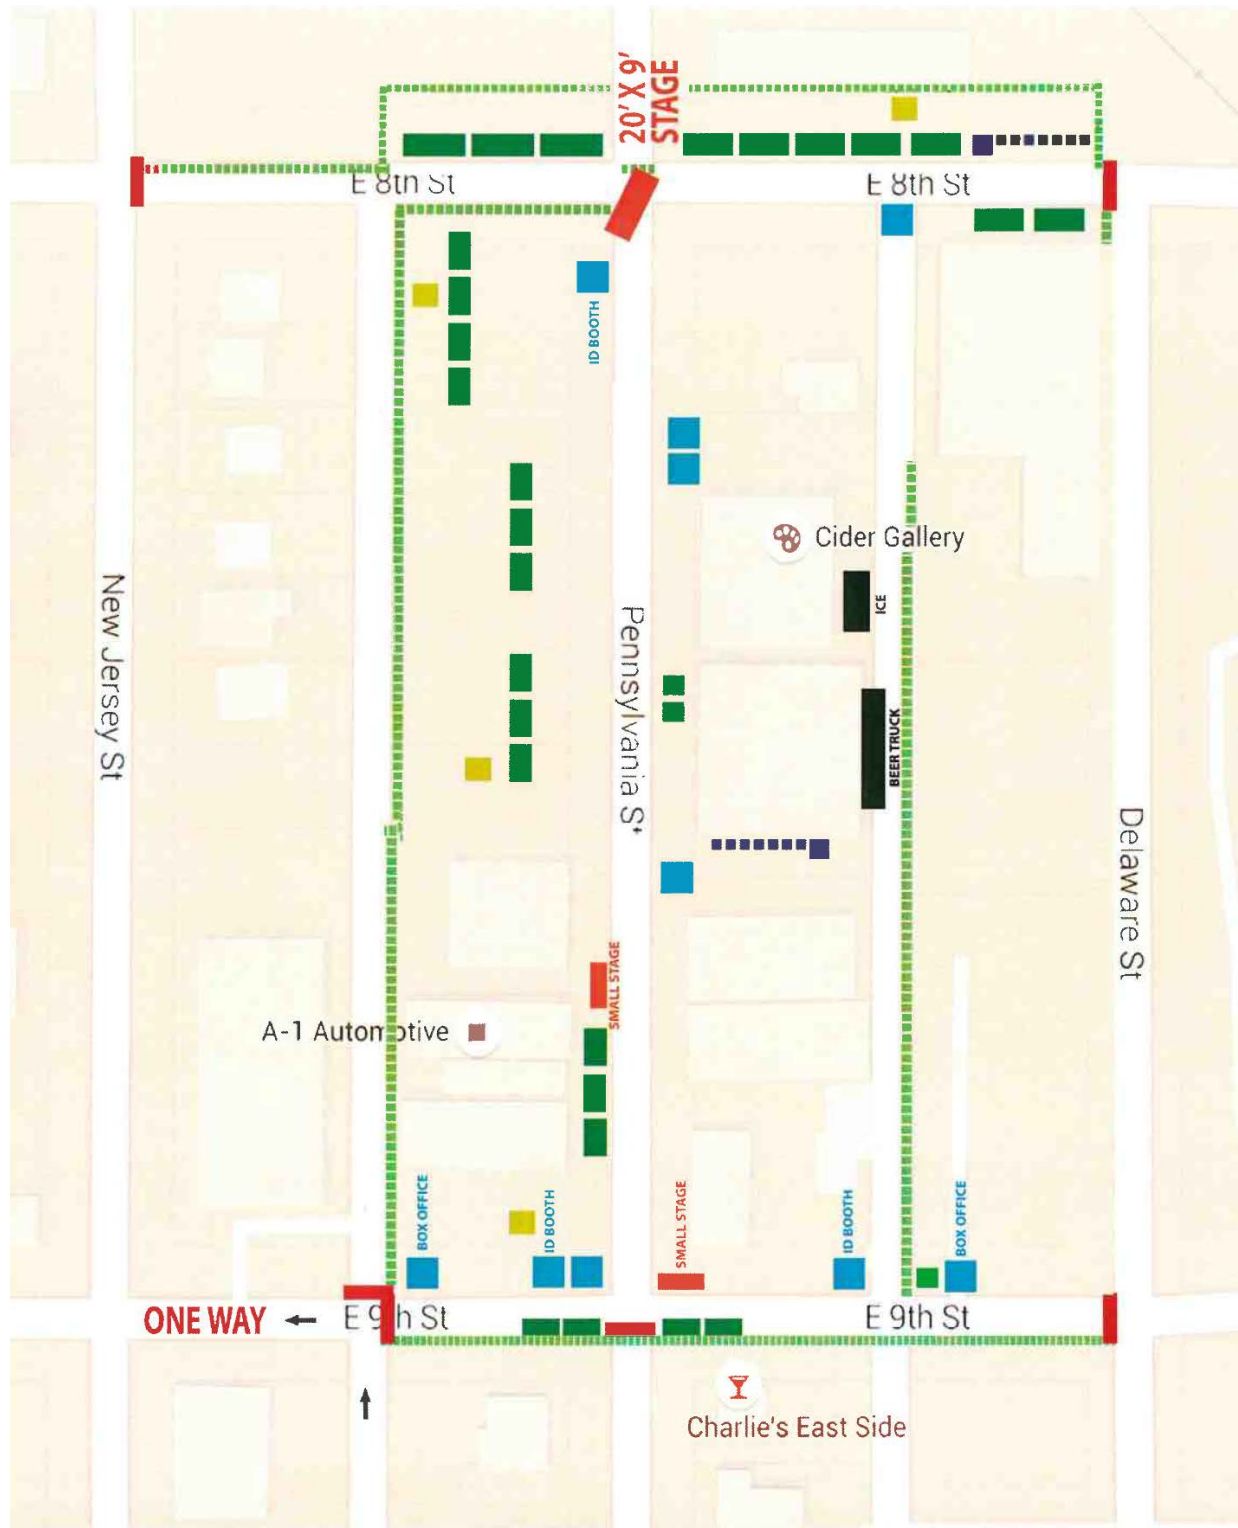 20' X 9'
STAGE
E 8th St
E 8th St
ID BOOTH
Cider Gallery
ICE
New Jersey St
Pennsylvania St
BEER TRUCK
Delaware St
SMALL STAGE
A-1 Automotive
BOX OFFICE
ID BOOTH
SMALL STAGE
ID BOOTH
BOX OFFICE
ONE WAY
E 9th St
E 9th St
Charlie's East Side